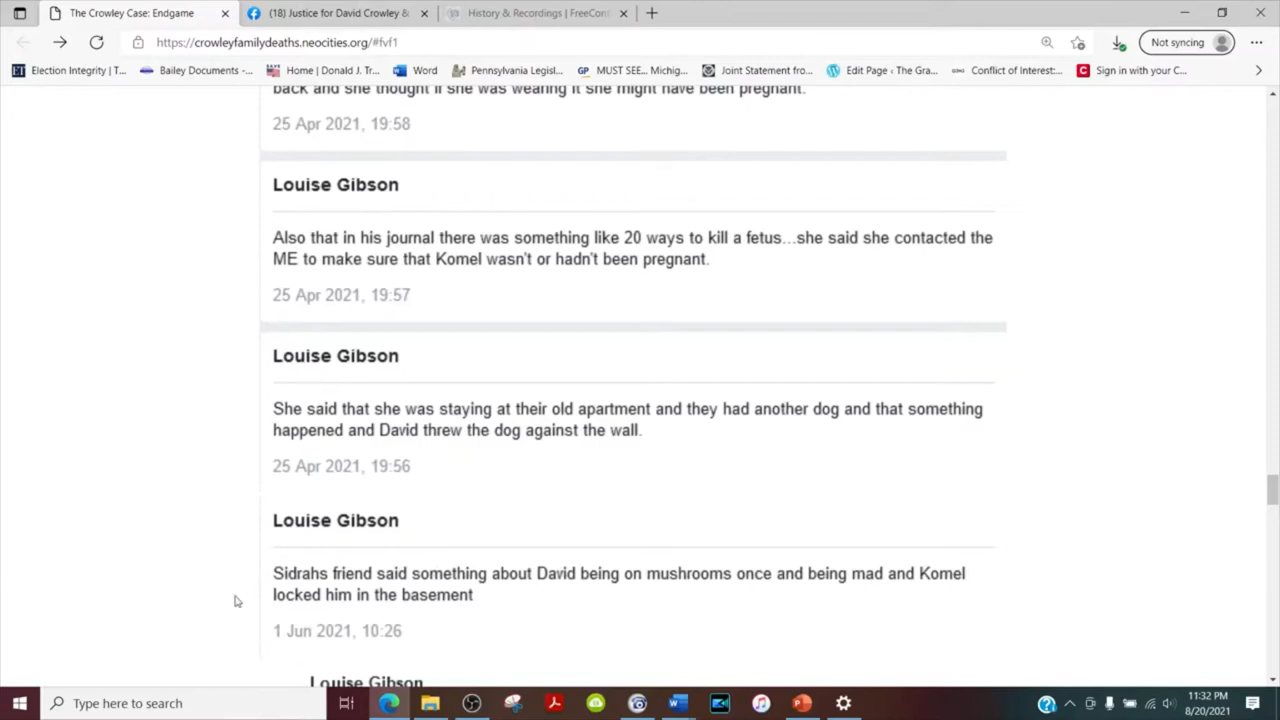 The Crowley Case: Endgame
(18) Justice for David Crowley &
History & Recordings | FreeCon
https://crowleyfamilydeaths.neocities.org/#fvf1
Not syncing
Election Integrity | T...
Bailey Documents -...
Home | Donald J. Tr...
Word
Pennsylvania Legisl...
GP MUST SEE... Michig...
Joint Statement fro...
Edit Page ‹ The Gra...
Conflict of Interest:...
C Sign in with your C...
back and she thought if she was wearing it she might have been pregnant.
25 Apr 2021, 19:58
Louise Gibson
Also that in his journal there was something like 20 ways to kill a fetus...she said she contacted the
ME to make sure that Komel wasn't or hadn't been pregnant.
25 Apr 2021, 19:57
Louise Gibson
She said that she was staying at their old apartment and they had another dog and that something
happened and David threw the dog against the wall.
25 Apr 2021, 19:56
Louise Gibson
Sidrahs friend said something about David being on mushrooms once and being mad and Komel
locked him in the basement
1 Jun 2021, 10:26
Louise Gibson
Type here to search
11:32 PM
8/20/2021